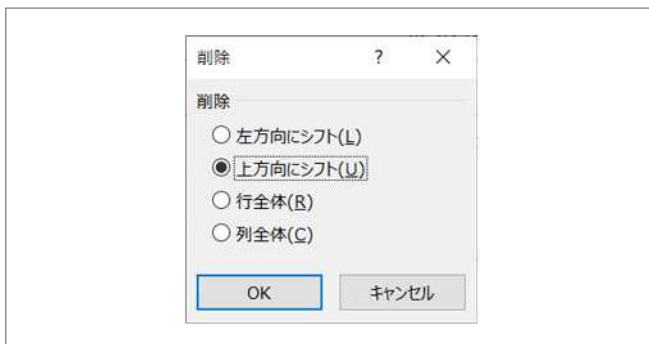 削除 ? ×
削除
左方向にシフト(L)
上方向にシフト(U)
行全体(R)
列全体(C)
OK キャンセル